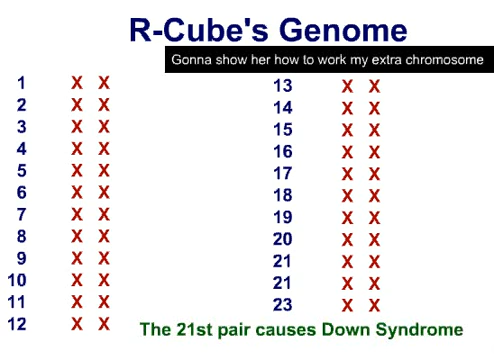 R-Cube's Genome
Gonna show her how to work my extra chromosome
1 X X
2 X X
3 X X
4 X X
5 X X
6 X X
7 X X
8 X X
9 X X
10 X X
11 X X
12 X X
13 X X
14 X X
15 X X
16 X X
17 X X
18 X X
19 X X
20 X X
21 X X
21 X X
23 X X
The 21st pair causes Down Syndrome